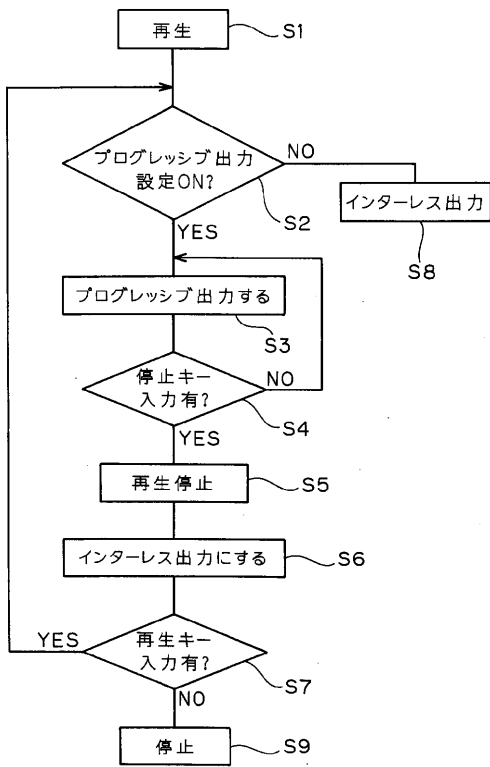 再生
S1
プログレッシブ出力
設定ON?
NO
S2
インターレス出力
S8
YES
プログレッシブ出力する
S3
停止キー
入力有?
NO
S4
YES
再生停止
S5
インターレス出力にする
S6
YES
再生キー
入力有?
S7
NO
停止
S9